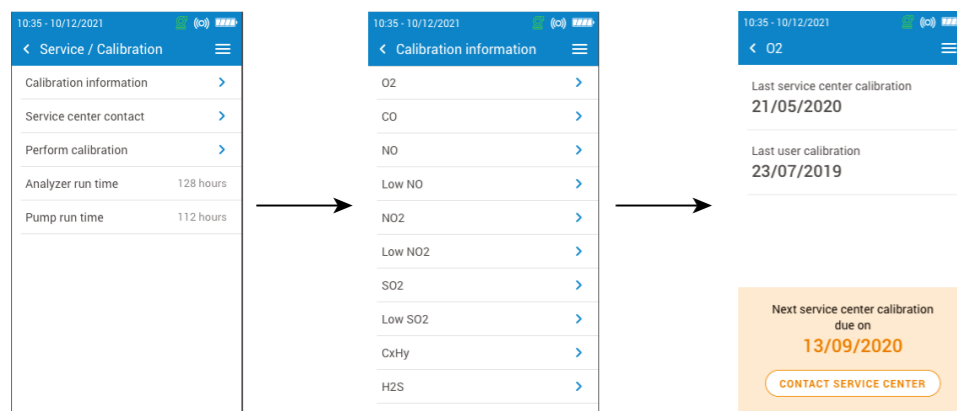 10:35 - 10/12/2021
Service / Calibration
Calibration information
Service center contact
Perform calibration
Analyzer run time 128 hours
Pump run time 112 hours
10:35 - 10/12/2021
Calibration information
O2
CO
NO
Low NO
NO2
Low NO2
SO2
Low SO2
CxHy
H2S
10:35 - 10/12/2021
O2
Last service center calibration
21/05/2020
Last user calibration
23/07/2019
Next service center calibration
due on
13/09/2020
CONTACT SERVICE CENTER